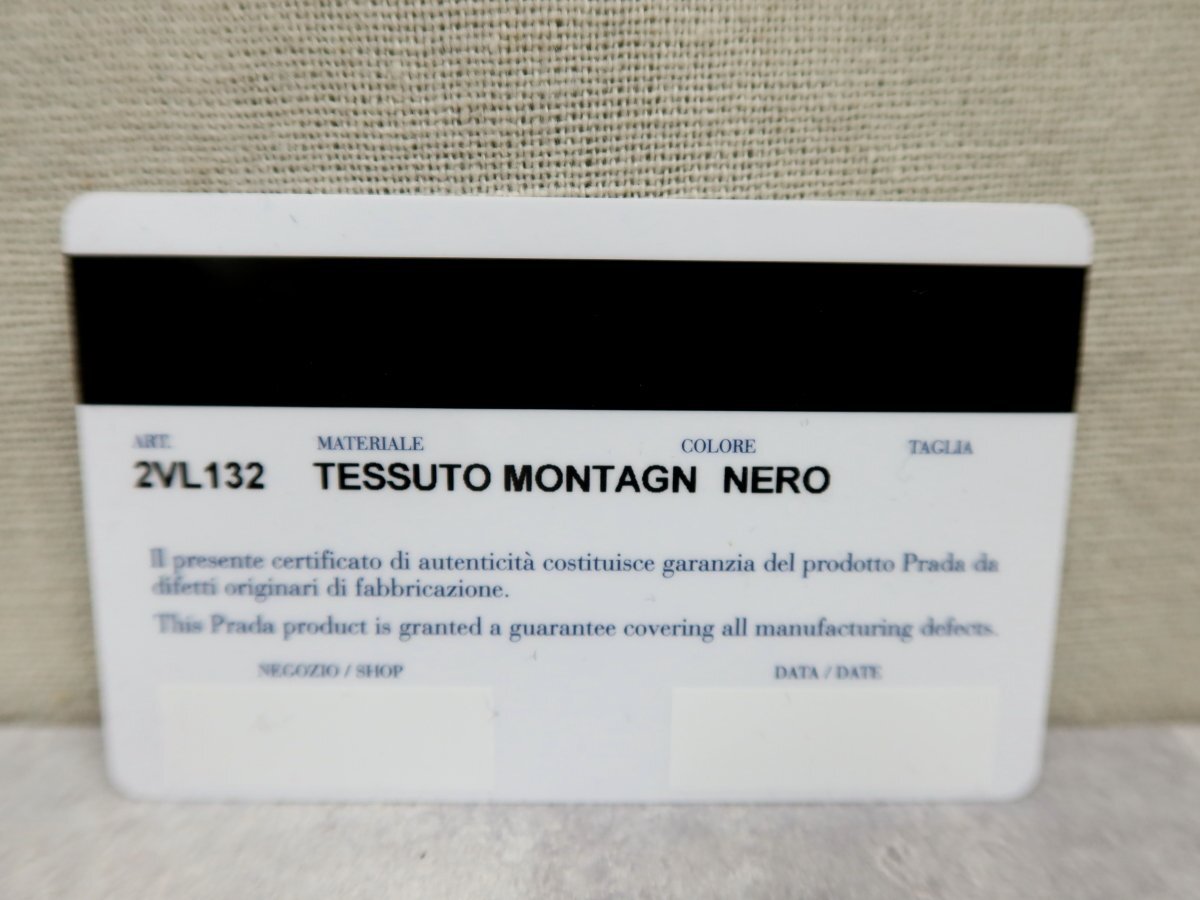 ART. MATERIALE COLORE TAGLIA
2VL132 TESSUTO MONTAGN NERO
Il presente certificato di autenticità costituisce garanzia del prodotto Prada da
difetti originari di fabbricazione.
This Prada product is granted a guarantee covering all manufacturing defects.
NEGOZIO / SHOP DATA / DATE